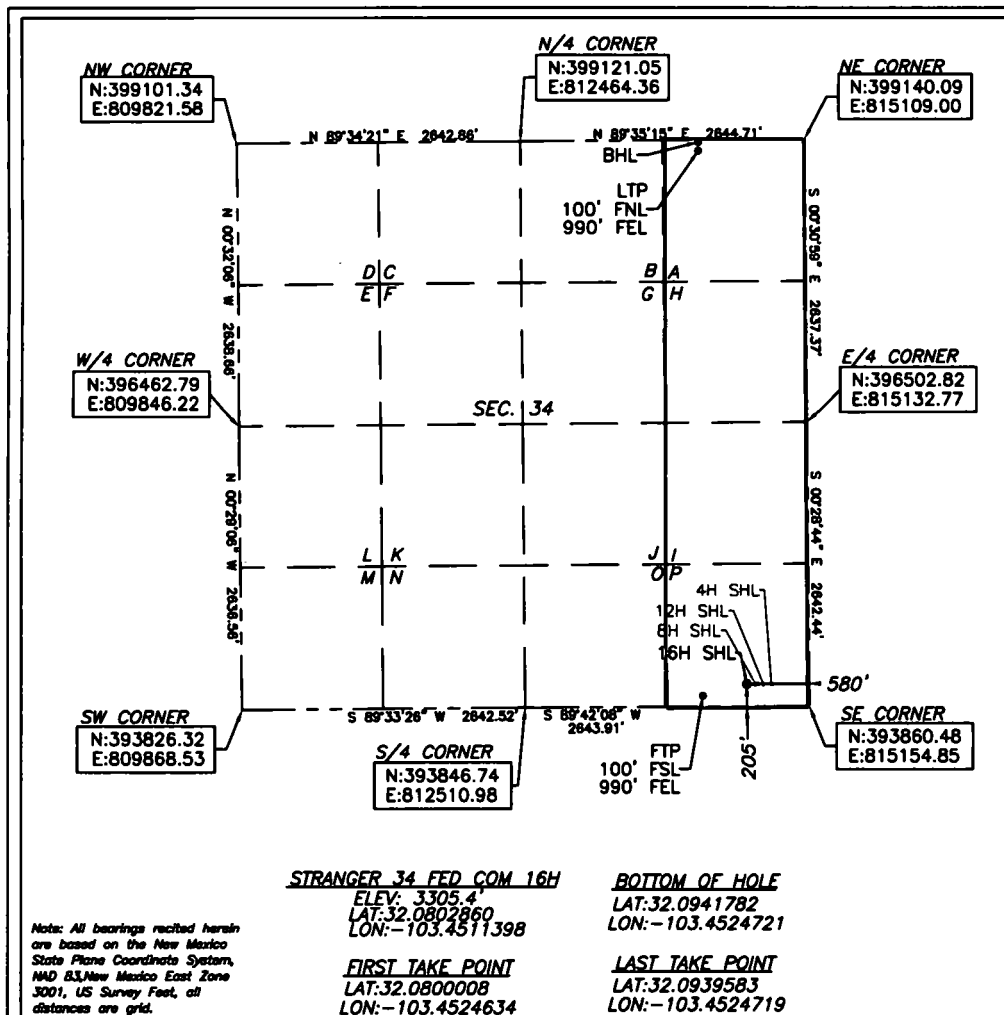 N/4 CORNER
N:399121.05
E:812464.36
NW CORNER
N:399101.34
E:809821.58
NE CORNER
N:399140.09
E:815109.00
N 89°34'21" E 2642.86'
N 89°35'15" E 2644.71'
BHL
LTP
100' FNL
990' FEL
N 00°32'06" W 2638.66'
S 00°30'59" E 2637.37'
D C
E F
B A
G H
W/4 CORNER
N:396462.79
E:809846.22
E/4 CORNER
N:396502.82
E:815132.77
SEC. 34
N 00°29'06" W 2636.56'
S 00°28'44" E 2642.44'
L K
M N
J I
O P
4H SHL
12H SHL
8H SHL
16H SHL
580'
205'
SW CORNER
N:393826.32
E:809868.53
S 89°33'26" W 2642.52'
S 89°42'08" W
2643.91'
SE CORNER
N:393860.48
E:815154.85
S/4 CORNER
N:393846.74
E:812510.98
FTP
100' FSL
990' FEL
STRANGER 34 FED COM 16H
ELEV: 3305.4'
LAT:32.0802860
LON:-103.4511398
BOTTOM OF HOLE
LAT:32.0941782
LON:-103.4524721
FIRST TAKE POINT
LAT:32.0800008
LON:-103.4524634
LAST TAKE POINT
LAT:32.0939583
LON:-103.4524719
Note: All bearings recited herein
are based on the New Mexico
State Plane Coordinate System,
NAD 83,New Mexico East Zone
3001, US Survey Feet, all
distances are grid.